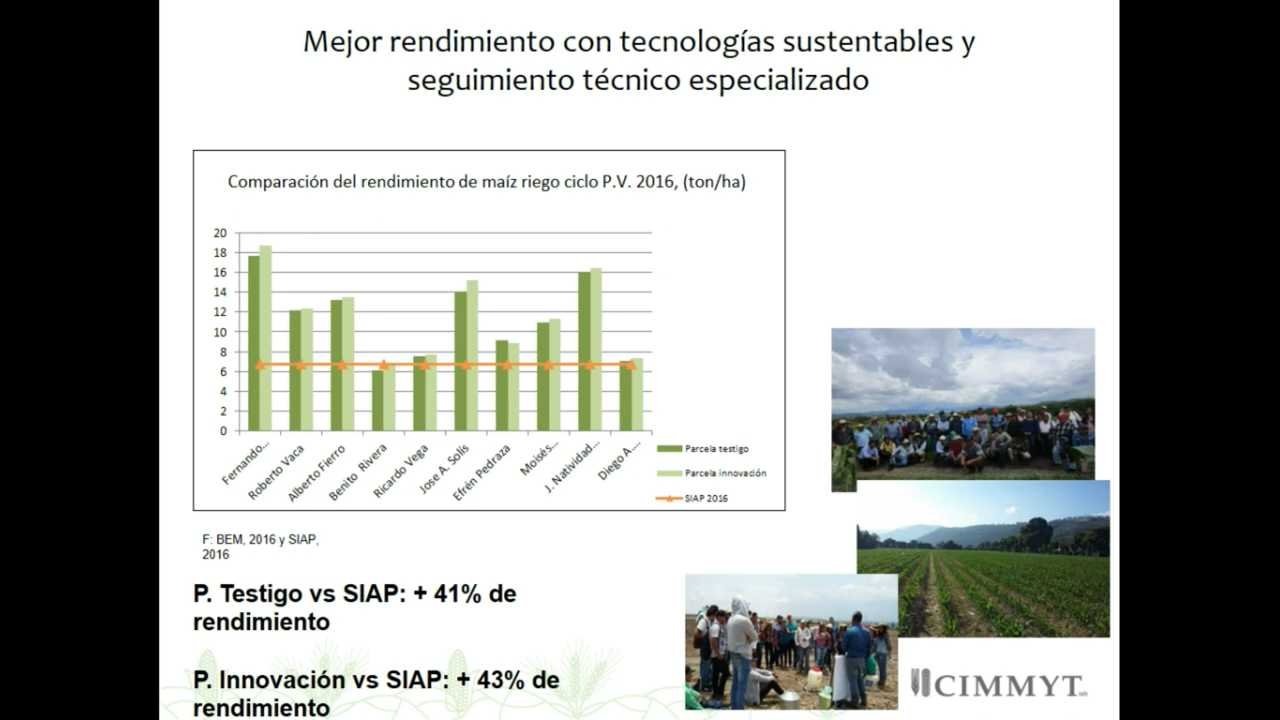 Mejor rendimiento con tecnologías sustentables y
seguimiento técnico especializado
Comparación del rendimiento de maíz riego ciclo P.V. 2016, (ton/ha)
20
18
16
14
12
10
8
6
4
2
0
Fernando...
Roberto Vaca
Alberto Fierro
Benito Rivera
Ricardo Vega
Jose A. Solís
Efrén Pedraza
Moisés...
J. Natividad...
Diego A....
Parcela testigo
Parcela innovación
SIAP 2016
F: BEM, 2016 y SIAP,
2016
P. Testigo vs SIAP: + 41% de
rendimiento
P. Innovación vs SIAP: + 43% de
rendimiento
CIMMYT